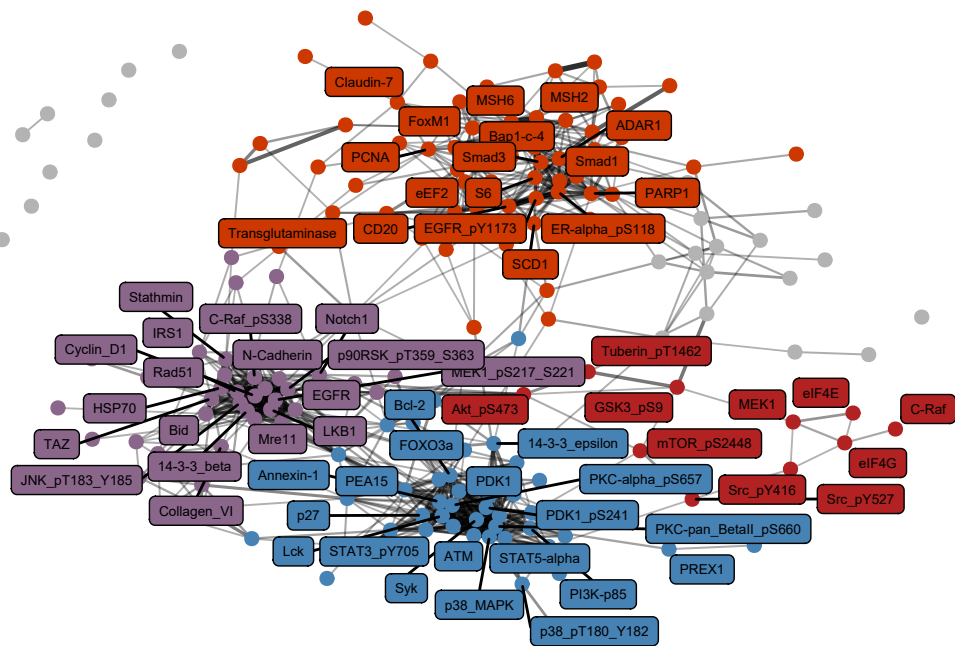 Claudin-7
MSH6
MSH2
FoxM1
ADAR1
Bap1-c-4
PCNA
Smad3
Smad1
eEF2
S6
PARP1
Transglutaminase
CD20
EGFR_pY1173
ER-alpha_pS118
SCD1
Stathmin
C-Raf_pS338
Notch1
IRS1
Cyclin_D1
N-Cadherin
p90RSK_pT359_S363
Tuberin_pT1462
Rad51
MEK1_pS217_S221
HSP70
EGFR
Bcl-2
Akt_pS473
GSK3_pS9
MEK1
eIF4E
C-Raf
TAZ
Bid
Mre11
LKB1
FOXO3a
14-3-3_epsilon
mTOR_pS2448
eIF4G
JNK_pT183_Y185
14-3-3_beta
Annexin-1
PEA15
PDK1
PKC-alpha_pS657
Src_pY416
Src_pY527
Collagen_VI
p27
PDK1_pS241
PKC-pan_BetaII_pS660
Lck
STAT3_pY705
ATM
STAT5-alpha
PREX1
Syk
p38_MAPK
PI3K-p85
p38_pT180_Y182